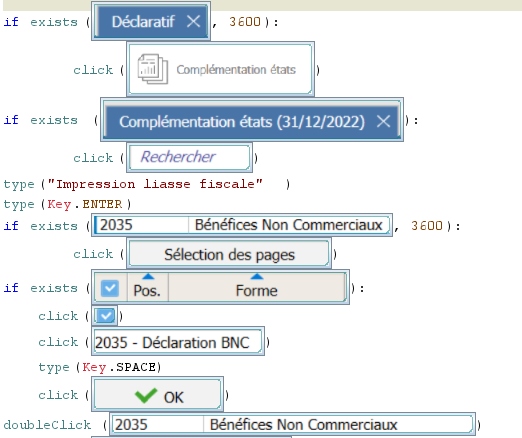 if exists ( Déclaratif × , 3600 ):
click ( Complémentation états )
if exists ( Complémentation états (31/12/2022) × ):
click ( Rechercher )
type ("Impression liasse fiscale" )
type (Key.ENTER )
if exists ( 2035 Bénéfices Non Commerciaux , 3600 ):
click ( Sélection des pages )
if exists ( Pos. Forme ):
click ( )
click ( 2035 - Déclaration BNC )
type (Key.SPACE)
click ( OK )
doubleClick ( 2035 Bénéfices Non Commerciaux )